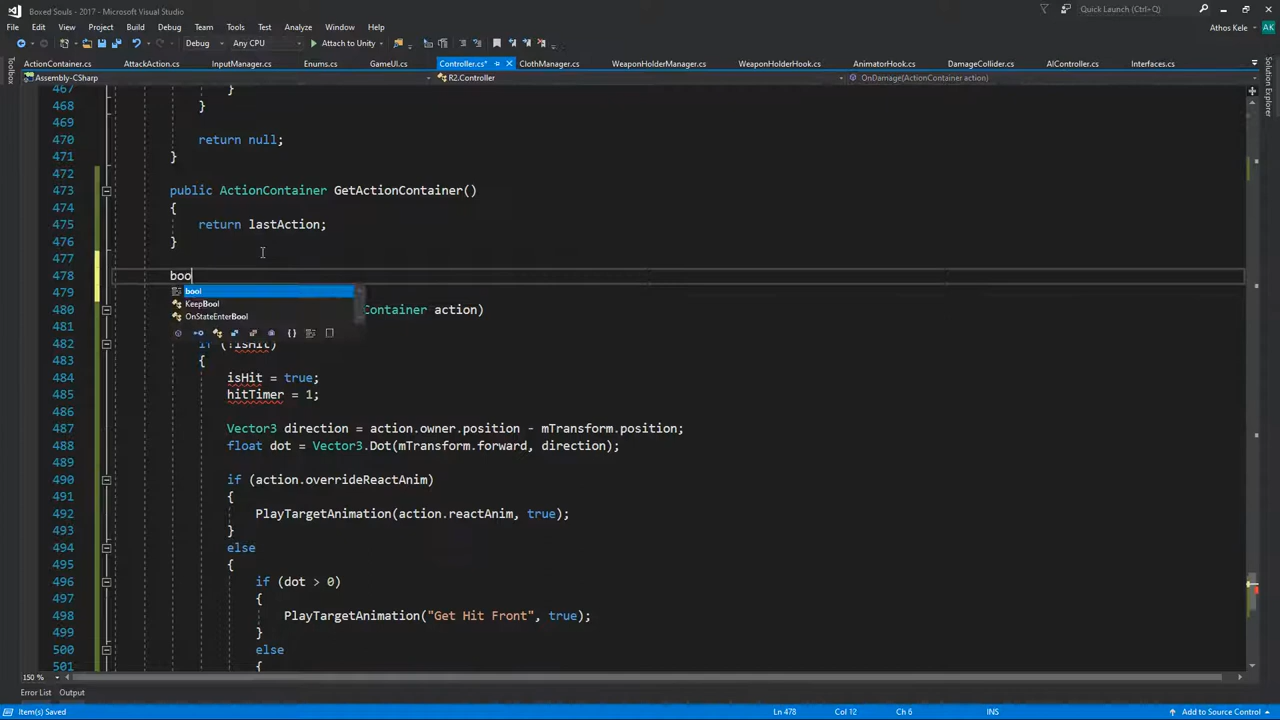 Boxed Souls - 2017 - Microsoft Visual Studio
Quick Launch (Ctrl+Q)
File Edit View Project Build Debug Team Tools Test Analyze Window Help
Athos Kele AK
Debug Any CPU Attach to Unity
ActionContainer.cs AttackAction.cs InputManager.cs Enums.cs GameUI.cs Controller.cs* ClothManager.cs WeaponHolderManager.cs WeaponHolderHook.cs AnimatorHook.cs DamageCollider.cs AIController.cs Interfaces.cs
Toolbox
Solution Explorer
Assembly-CSharp R2.Controller OnDamage(ActionContainer action)
467 }
468 }
469
470 return null;
471 }
472
473 public ActionContainer GetActionContainer()
474 {
475 return lastAction;
476 }
477
478 boo
bool
479
KeepBool
480 Container action)
OnStateEnterBool
481
482 if (!isHit)
483 {
484 isHit = true;
485 hitTimer = 1;
486
487 Vector3 direction = action.owner.position - mTransform.position;
488 float dot = Vector3.Dot(mTransform.forward, direction);
489
490 if (action.overrideReactAnim)
491 {
492 PlayTargetAnimation(action.reactAnim, true);
493 }
494 else
495 {
496 if (dot > 0)
497 {
498 PlayTargetAnimation("Get Hit Front", true);
499 }
500 else
501 {
150 %
Error List Output
Item(s) Saved Ln 478 Col 12 Ch 6 INS Add to Source Control